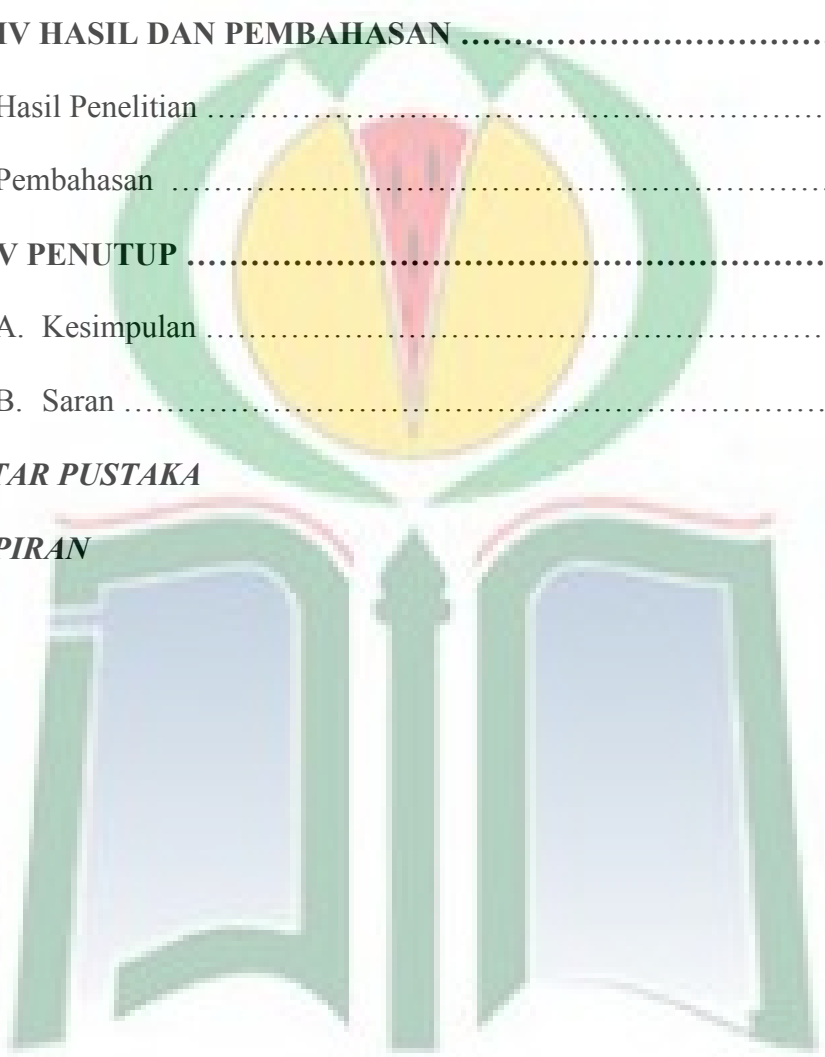 IV HASIL DAN PEMBAHASAN ....................................
Hasil Penelitian ...............................................................
Pembahasan ...................................................................
V PENUTUP ................................................................
A. Kesimpulan ..............................................................
B. Saran .......................................................................
TAR PUSTAKA
PIRAN